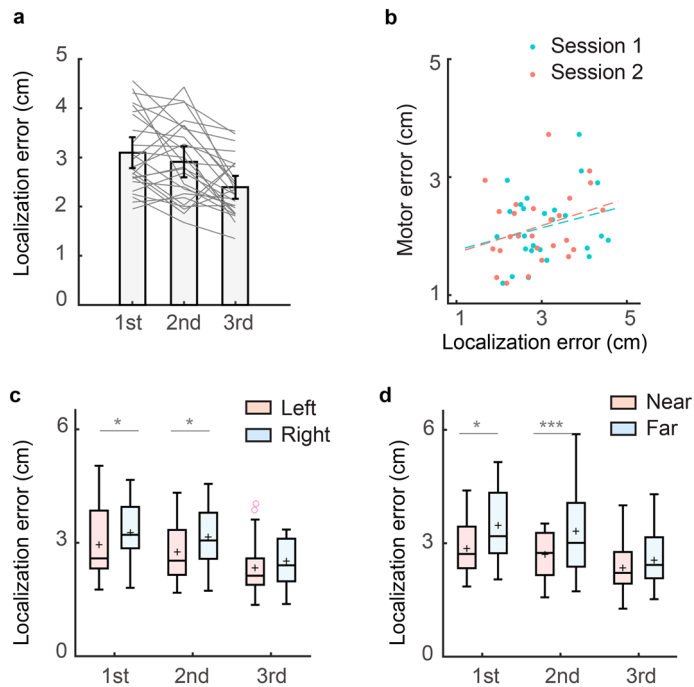 a
Localization error (cm)
5
4
3
2
1
0
1st 2nd 3rd
b
Session 1
Session 2
Motor error (cm)
5
3
1
1 3 5
Localization error (cm)
c
Left
Right
Localization error (cm)
6
3
0
* *
1st 2nd 3rd
d
Near
Far
Localization error (cm)
6
3
0
* ***
1st 2nd 3rd